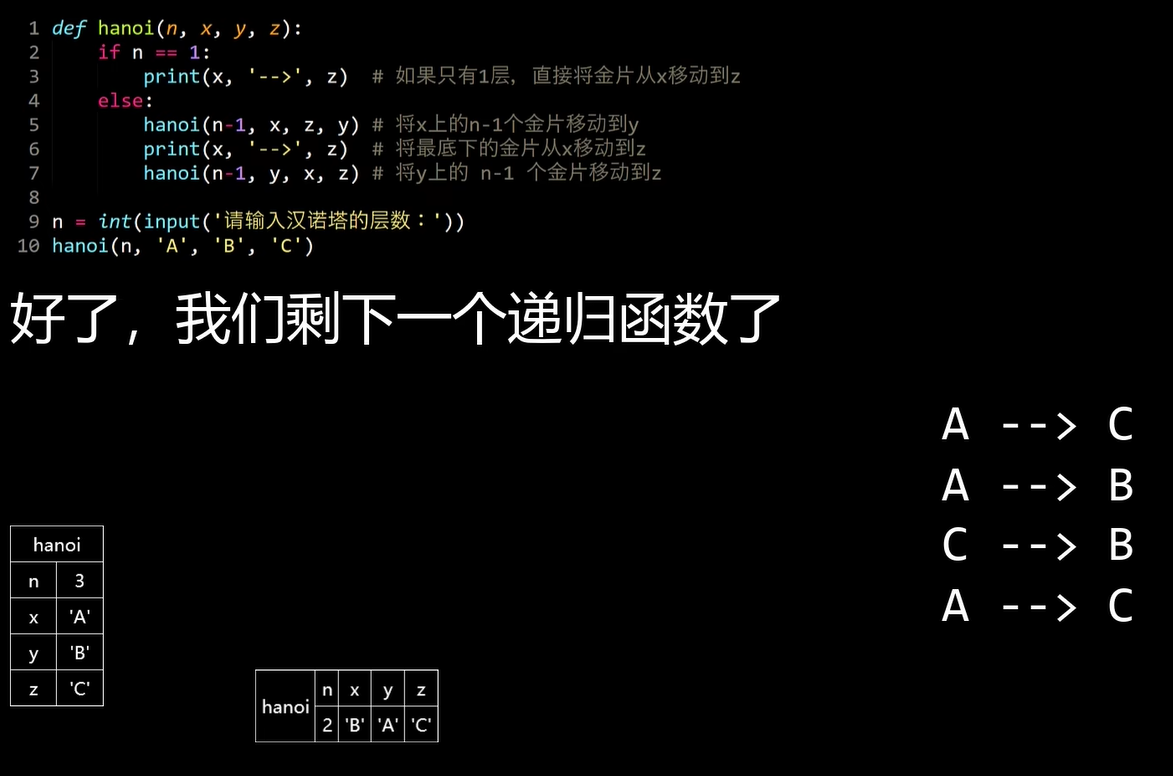 1 def hanoi(n, x, y, z):
2     if n == 1:
3         print(x, '-->', z)  # 如果只有1层，直接将金片从x移动到z
4     else:
5         hanoi(n-1, x, z, y) # 将x上的n-1个金片移动到y
6         print(x, '-->', z)  # 将最底下的金片从x移动到z
7         hanoi(n-1, y, x, z) # 将y上的 n-1 个金片移动到z
8
9 n = int(input('请输入汉诺塔的层数：'))
10 hanoi(n, 'A', 'B', 'C')
好了，我们剩下一个递归函数了
A --> C
A --> B
C --> B
A --> C
hanoi
n 3
x 'A'
y 'B'
z 'C'
hanoi
n x y z
2 'B' 'A' 'C'